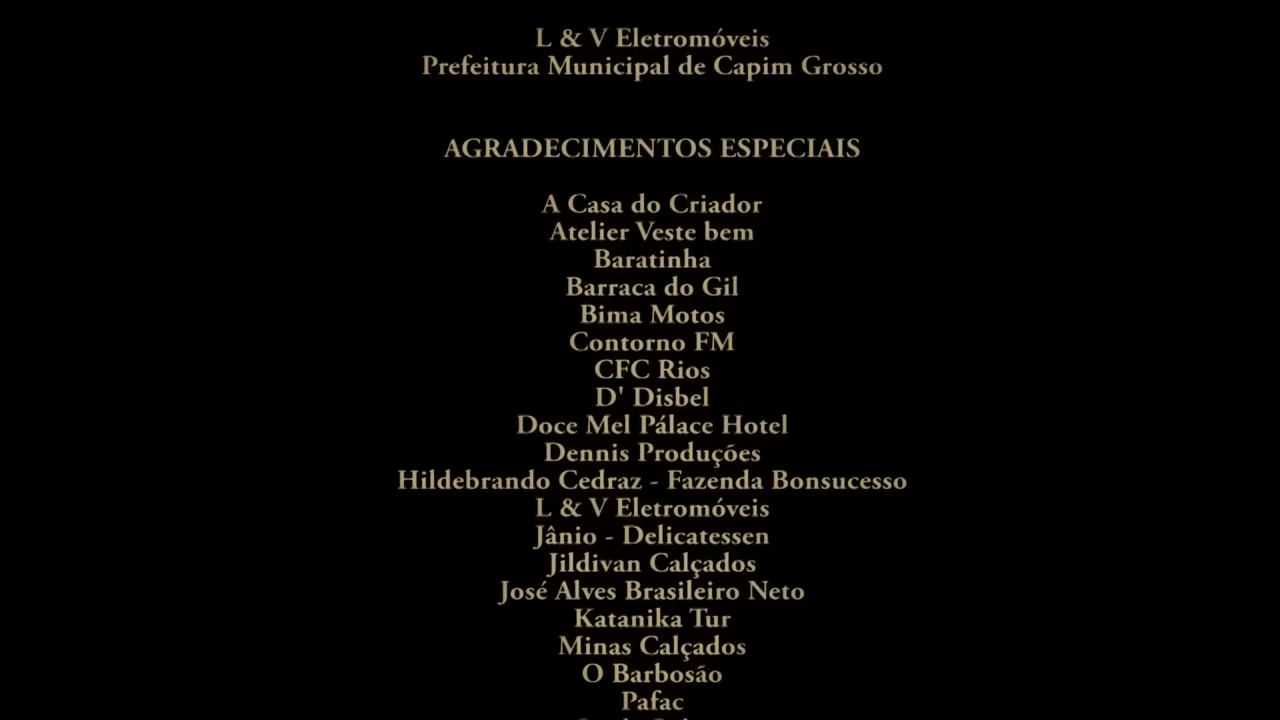 L & V Eletromóveis
Prefeitura Municipal de Capim Grosso
AGRADECIMENTOS ESPECIAIS
A Casa do Criador
Atelier Veste bem
Baratinha
Barraca do Gil
Bima Motos
Contorno FM
CFC Rios
D' Disbel
Doce Mel Pálace Hotel
Dennis Produções
Hildebrando Cedraz - Fazenda Bonsucesso
L & V Eletromóveis
Jânio - Delicatessen
Jildivan Calçados
José Alves Brasileiro Neto
Katanika Tur
Minas Calçados
O Barbosão
Pafac